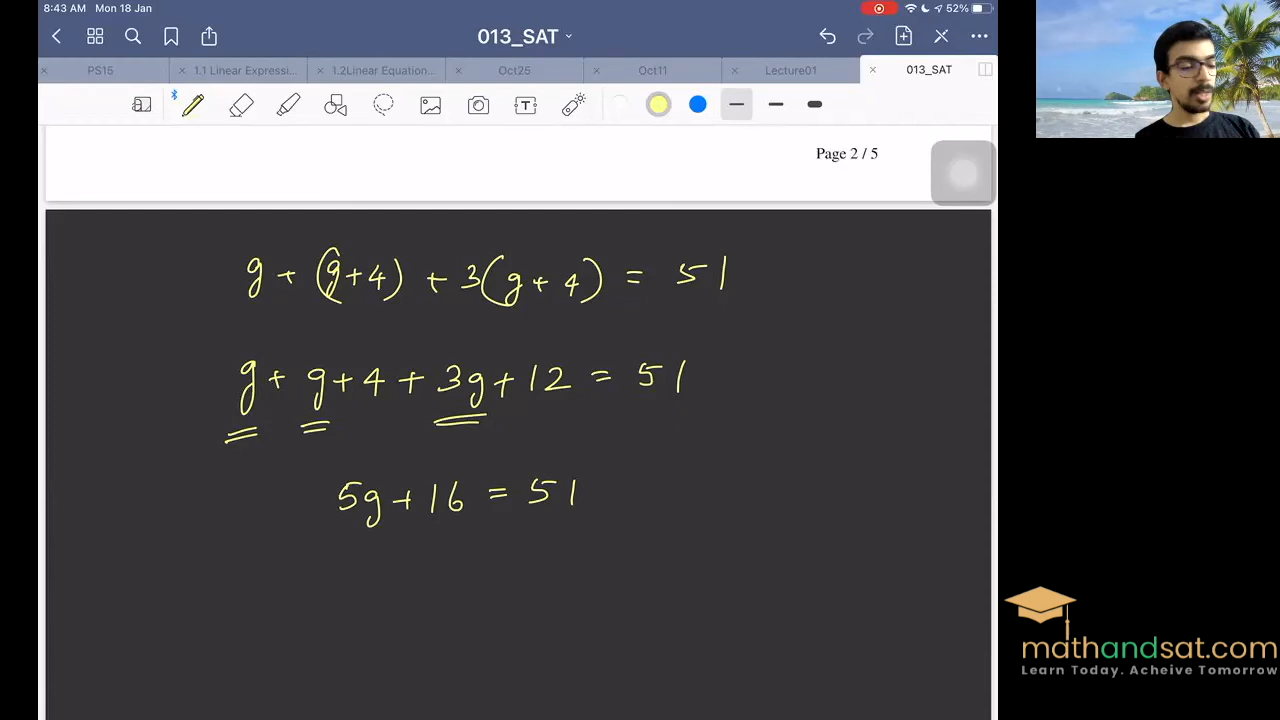 8:43 AM Mon 18 Jan
52%
013_SAT
PS15
1.1 Linear Expressi...
1.2Linear Equation...
Oct25
Oct11
Lecture01
013_SAT
T
Page 2 / 5
g + (g+4) + 3(g+4) = 51
g + g + 4 + 3g + 12 = 51
5g + 16 = 51
mathandsat.com
Learn Today. Acheive Tomorrow